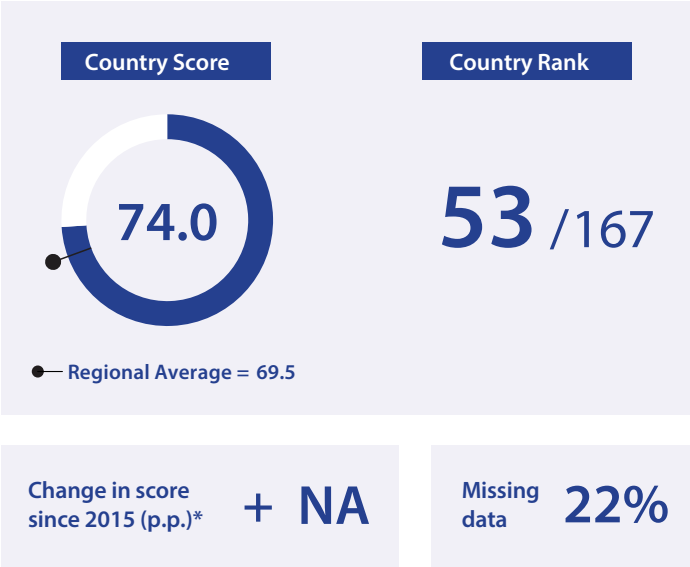 Country Score
Country Rank
74.0
53 /167
Regional Average = 69.5
Change in score
since 2015 (p.p.)*
+ NA
Missing
data
22%